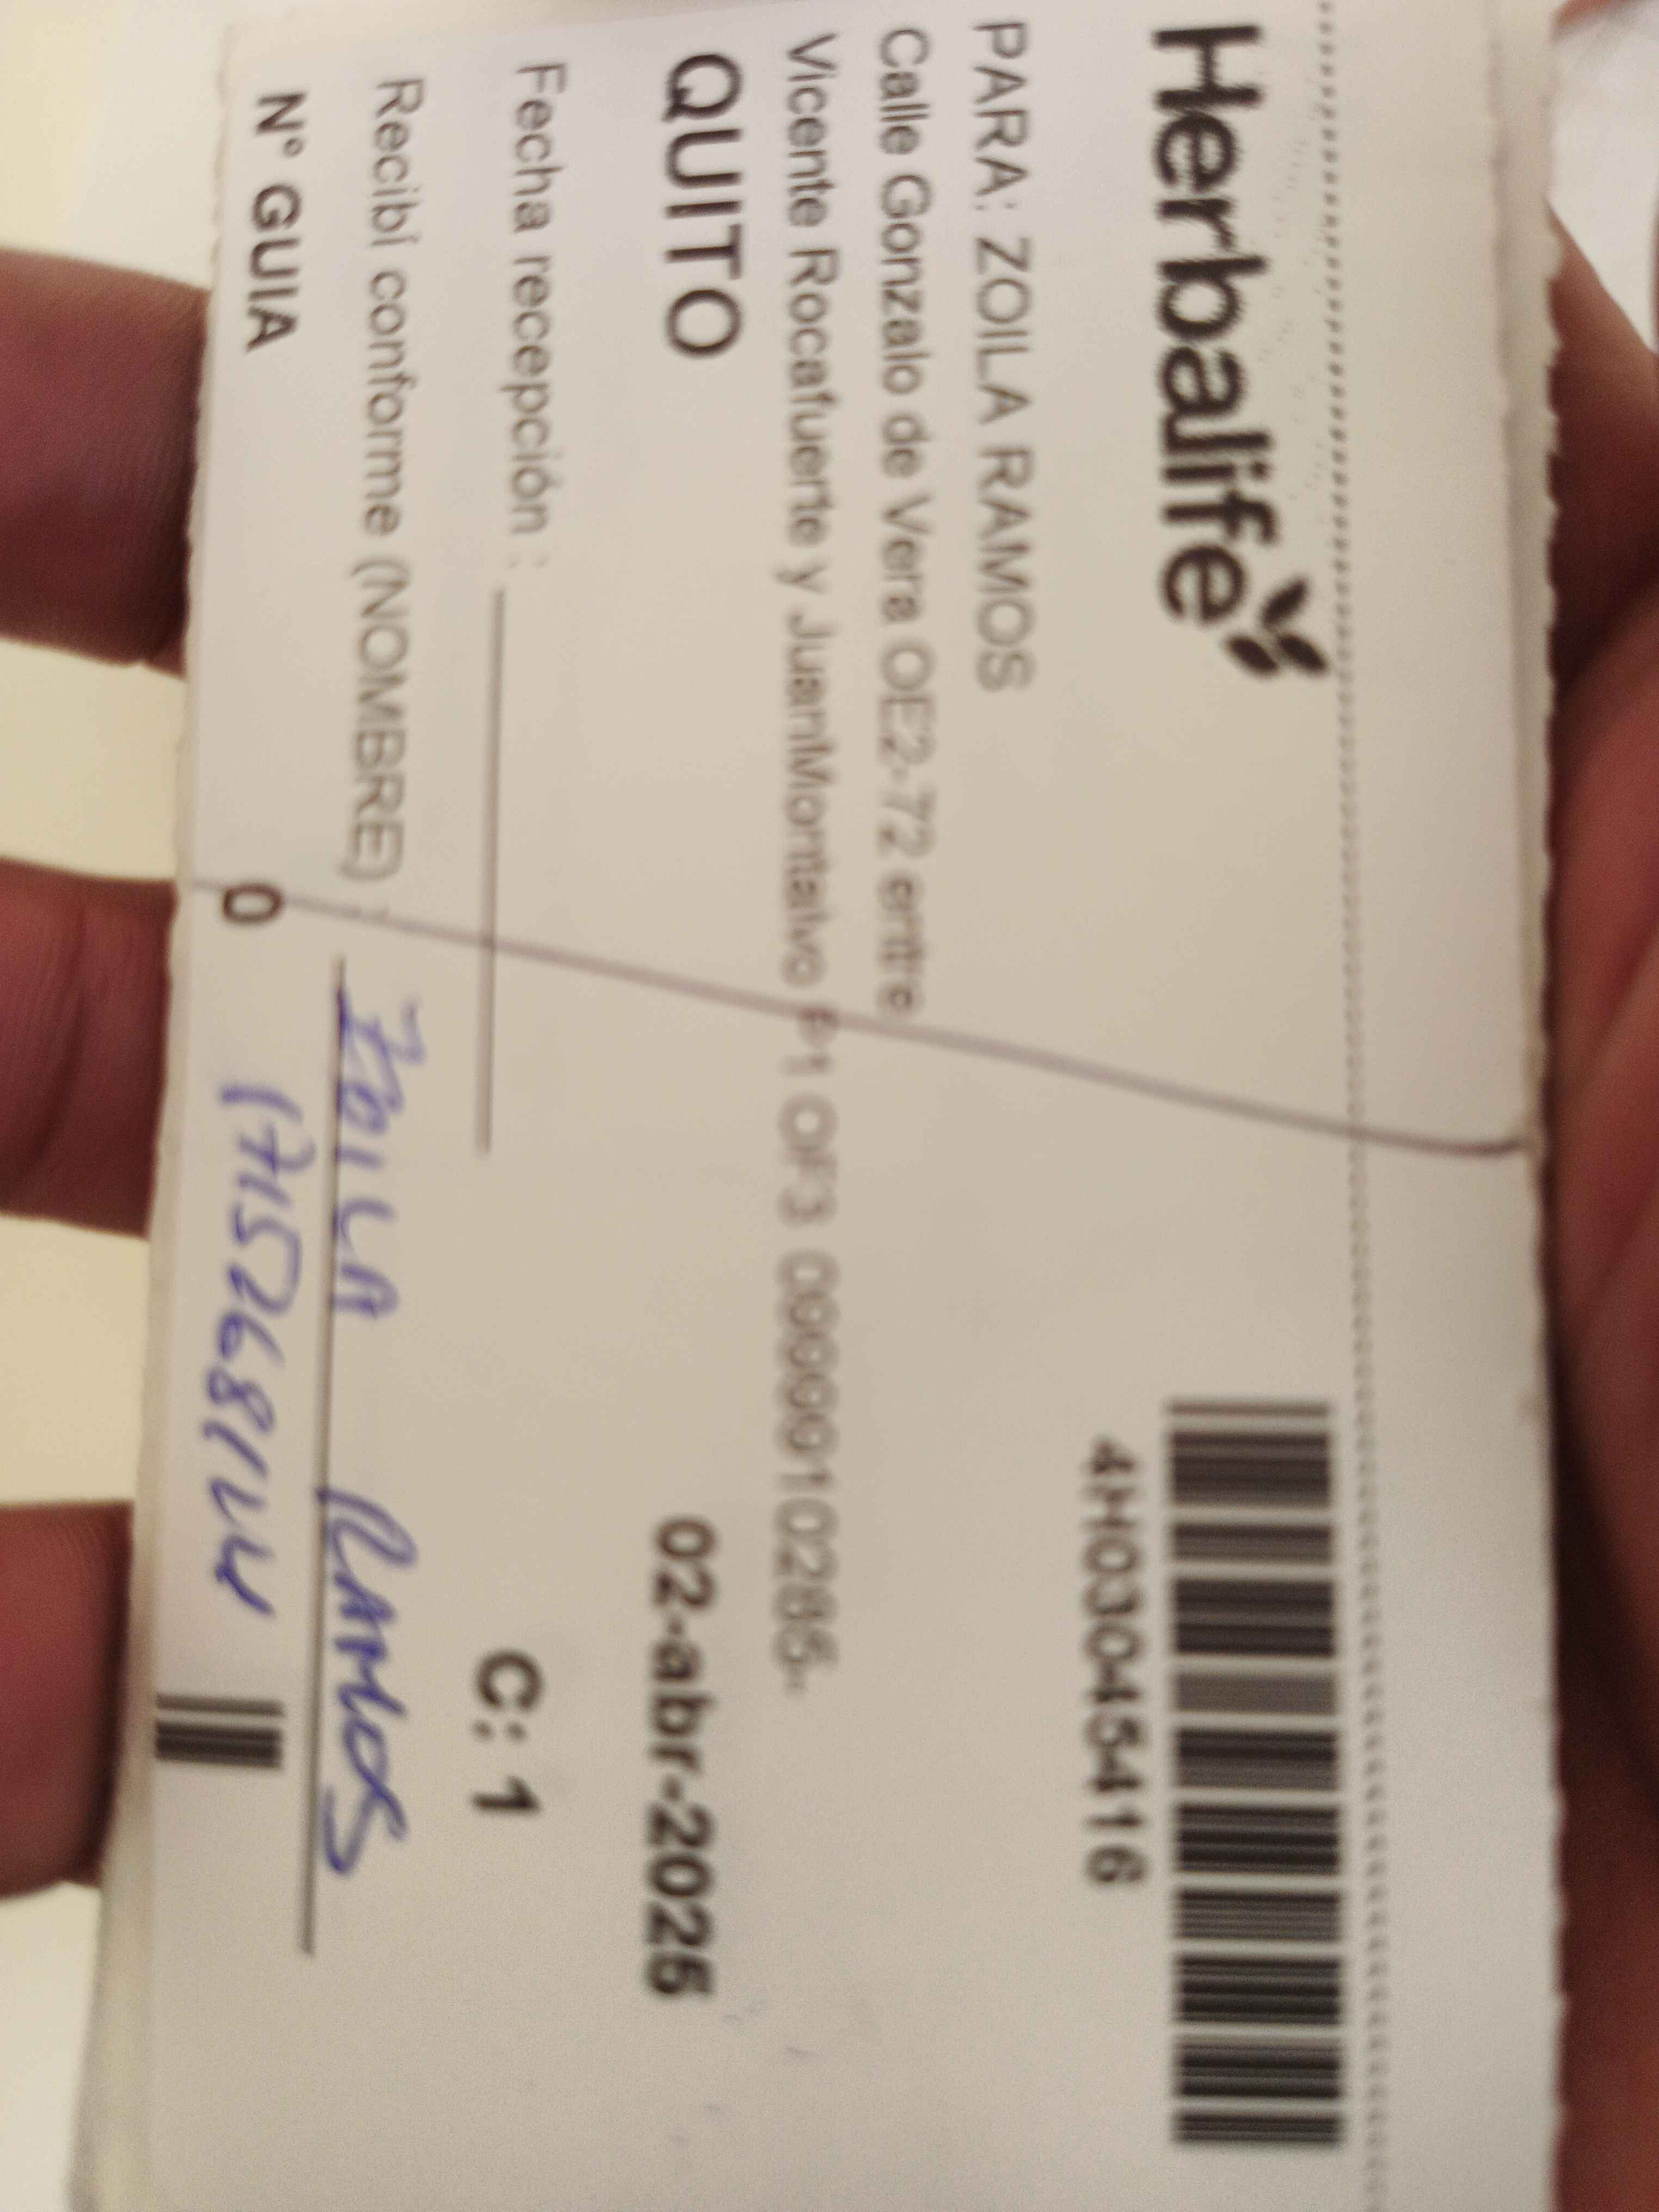 Herbalife
4H03045416
PARA: ZOILA RAMOS
Calle Gonzalo de Vera OE2-72 entre
Vicente Rocafuerte y JuanMontalvo P1 OF3
QUITO 02-abr-2025
Fecha recepción : C: 1
Recibí conforme (NOMBRE) : ZOILA RAMOS
N° GUIA 0